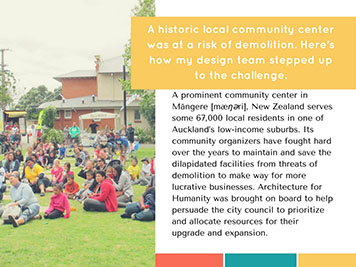 A historic local community center
was at a risk of demolition. Here's
how my design team stepped up
to the challenge.
A prominent community center in
Māngere [mæŋəri], New Zealand serves
some 67,000 local residents in one of
Auckland's low-income suburbs. Its
community organizers have fought hard
over the years to maintain and save the
dilapidated facilities from threats of
demolition to make way for more
lucrative businesses. Architecture for
Humanity was brought on board to help
persuade the city council to prioritize
and allocate resources for their
upgrade and expansion.